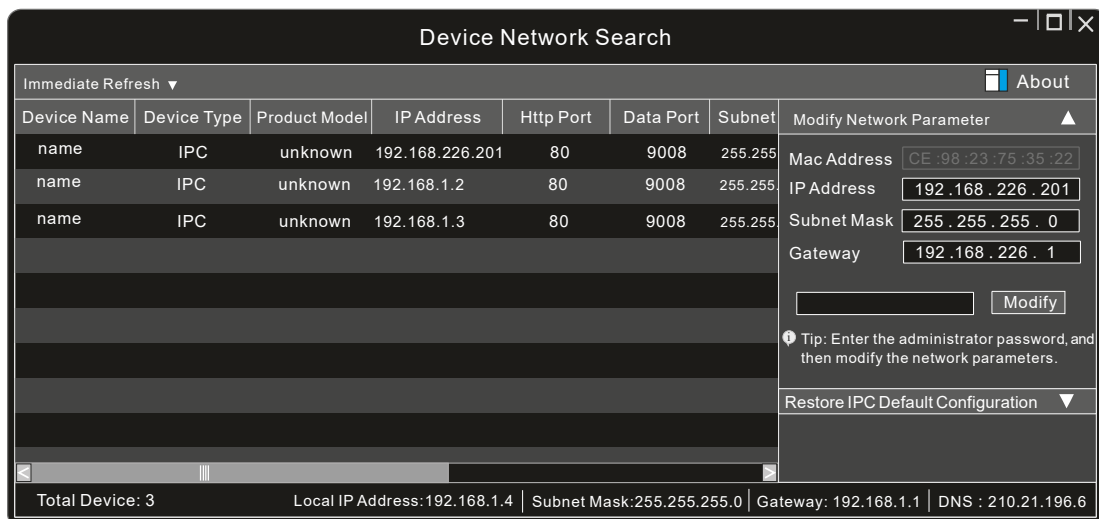 Device Network Search
Immediate Refresh ▼
About
Device Name Device Type Product Model IP Address Http Port Data Port Subnet
name IPC unknown 192.168.226.201 80 9008 255.255
name IPC unknown 192.168.1.2 80 9008 255.255.
name IPC unknown 192.168.1.3 80 9008 255.255.
Modify Network Parameter ▲
Mac Address CE:98:23:75:35:22
IP Address 192.168.226.201
Subnet Mask 255.255.255. 0
Gateway 192.168.226. 1
Modify
Tip: Enter the administrator password, and
then modify the network parameters.
Restore IPC Default Configuration ▼
Total Device: 3 Local IP Address:192.168.1.4 Subnet Mask:255.255.255.0 Gateway: 192.168.1.1 DNS : 210.21.196.6